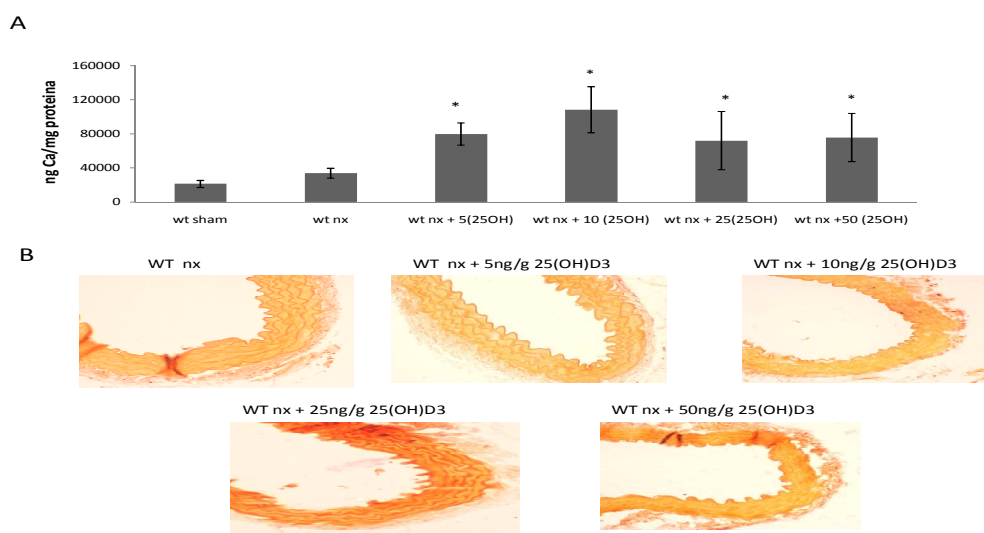 A
ng Ca/mg proteina
160000
120000
80000
40000
0
* * * *
wt sham wt nx wt nx + 5(25OH) wt nx + 10 (25OH) wt nx + 25(25OH) wt nx +50 (25OH)
B
WT nx WT nx + 5ng/g 25(OH)D3 WT nx + 10ng/g 25(OH)D3
WT nx + 25ng/g 25(OH)D3 WT nx + 50ng/g 25(OH)D3